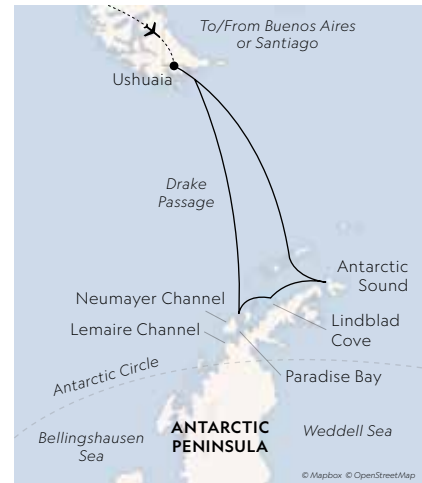 To/From Buenos Aires
or Santiago
Ushuaia
Drake
Passage
Antarctic
Sound
Neumayer Channel
Lindblad
Cove
Lemaire Channel
Paradise Bay
Antarctic Circle
ANTARCTIC
PENINSULA
Weddell Sea
Bellingshausen
Sea
© Mapbox © OpenStreetMap